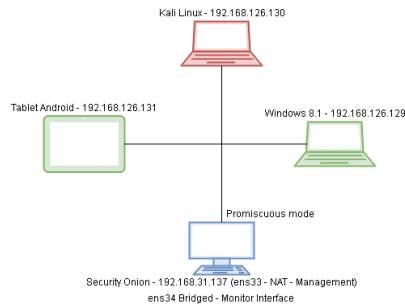 Kali Linux - 192.168.126.130
Tablet Android - 192.168.126.131
Windows 8.1 - 192.168.126.129
Promiscuous mode
Security Onion - 192.168.31.137 (ens33 - NAT - Management)
ens34 Bridged - Monitor Interface